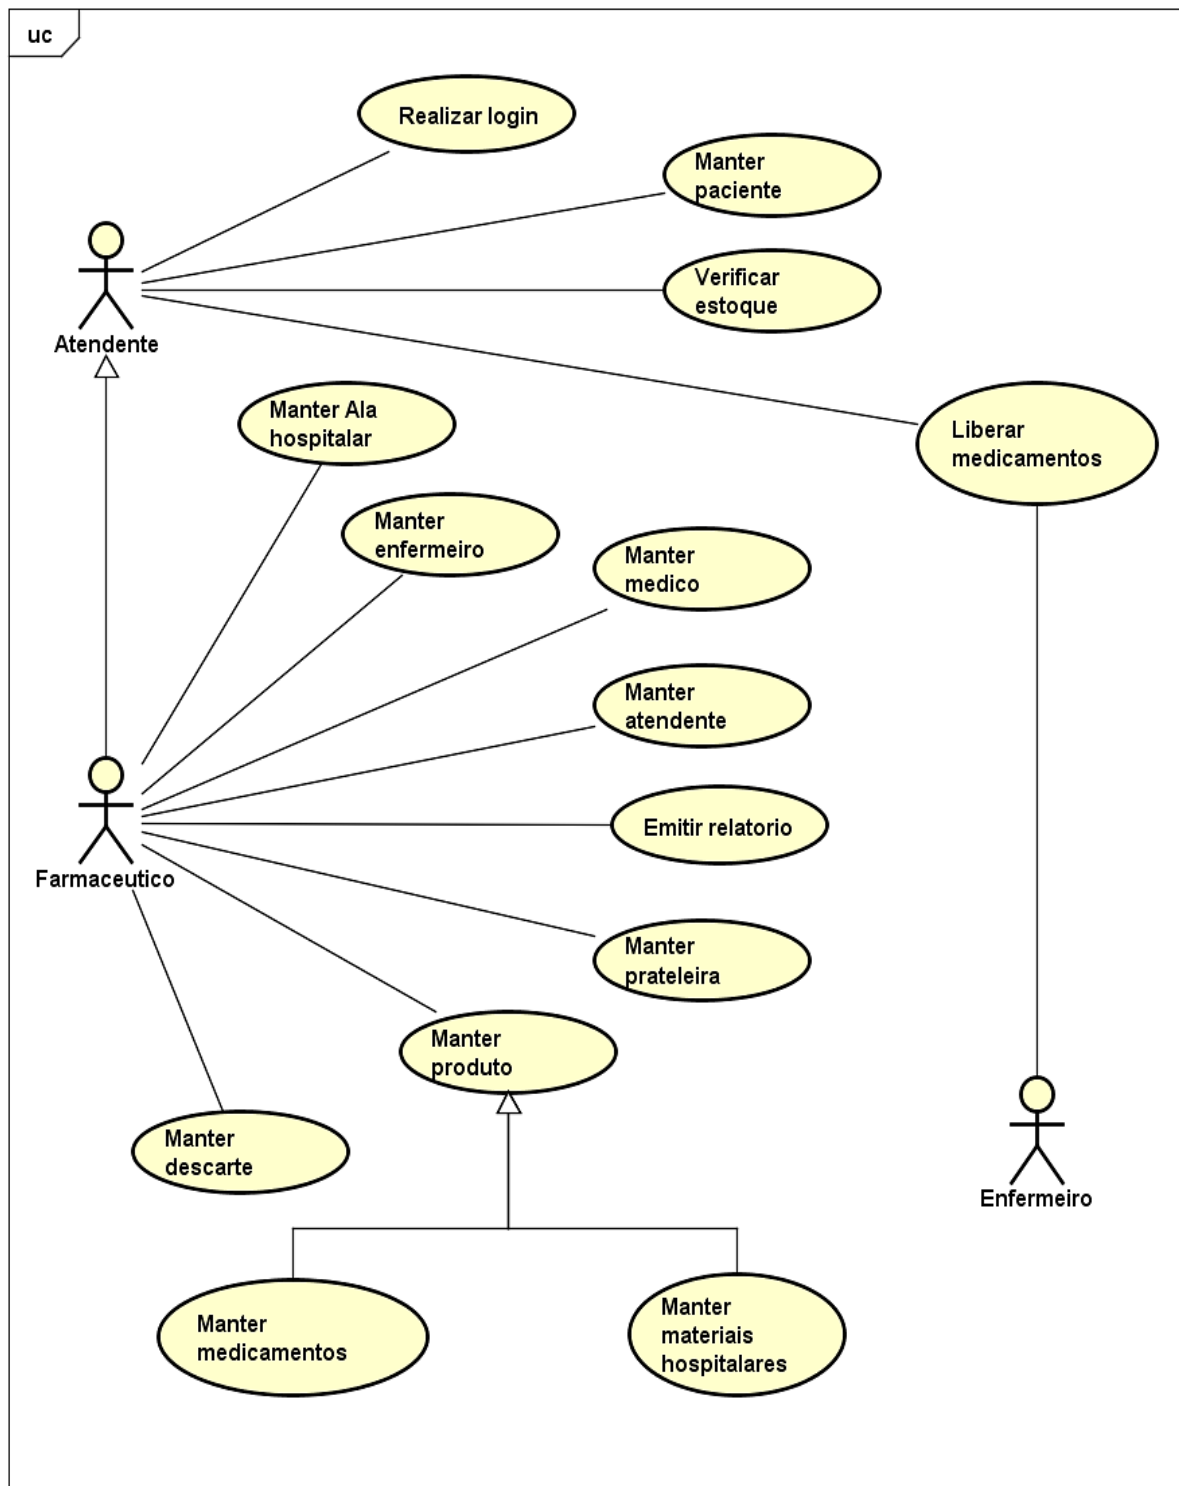 uc
Realizar login
Manter
paciente
Verificar
estoque
Atendente
Manter Ala
hospitalar
Liberar
medicamentos
Manter
enfermeiro
Manter
medico
Manter
atendente
Emitir relatorio
Farmaceutico
Manter
prateleira
Manter
produto
Manter
descarte
Enfermeiro
Manter
medicamentos
Manter
materiais
hospitalares